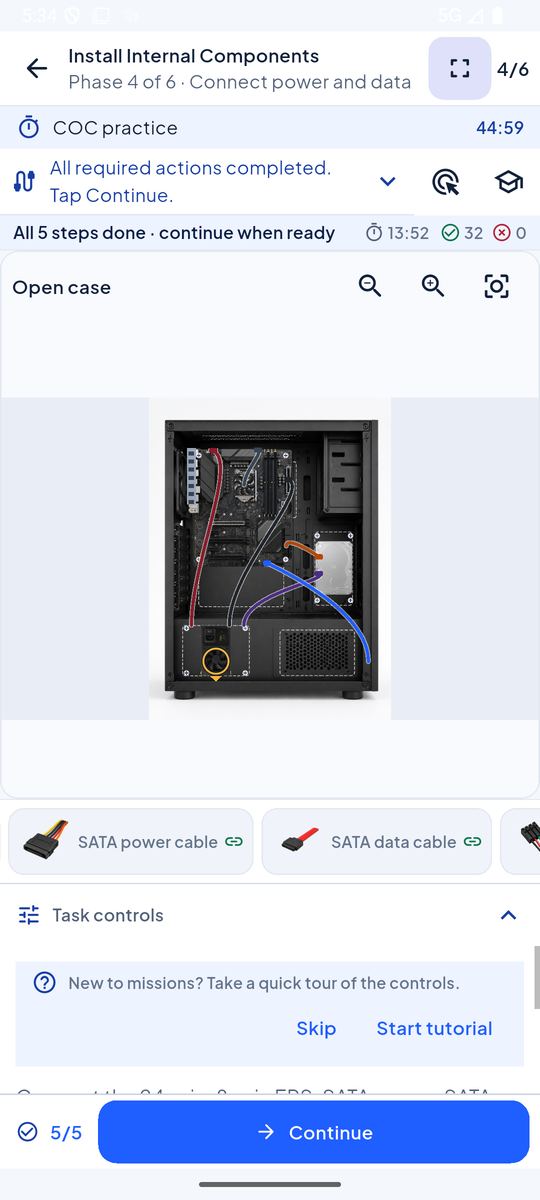 5:34
5G
Install Internal Components
Phase 4 of 6 · Connect power and data
4/6
COC practice
44:59
All required actions completed.
Tap Continue.
All 5 steps done · continue when ready
13:52
32
0
Open case
SATA power cable
SATA data cable
Task controls
New to missions? Take a quick tour of the controls.
Skip
Start tutorial
5/5
Continue